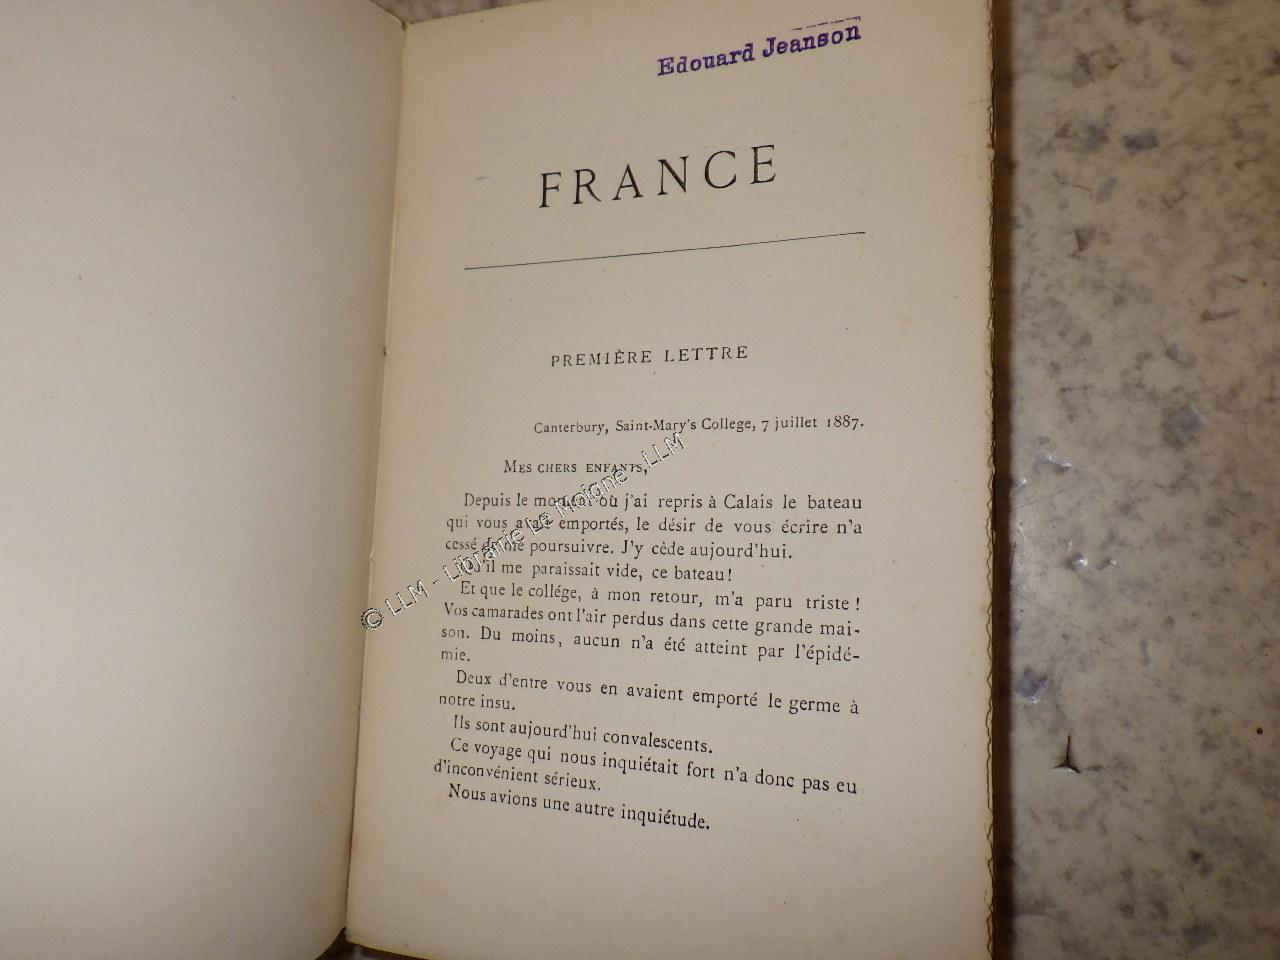 Edouard Jeanson
FRANCE
PREMIÈRE LETTRE
Canterbury, Saint-Mary's College, 7 juillet 1887.
MES CHERS ENFANTS,
Depuis le moment où j'ai repris à Calais le bateau
qui vous avait emportés, le désir de vous écrire n'a
cessé de me poursuivre. J'y cède aujourd'hui.
Qu'il me paraissait vide, ce bateau!
Et que le collége, à mon retour, m'a paru triste!
Vos camarades ont l'air perdus dans cette grande mai-
son. Du moins, aucun n'a été atteint par l'épidé-
mie.
Deux d'entre vous en avaient emporté le germe à
notre insu.
Ils sont aujourd'hui convalescents.
Ce voyage qui nous inquiétait fort n'a donc pas eu
d'inconvénient sérieux.
Nous avions une autre inquiétude.
© LLM - Librairie Le Moigne - LLM